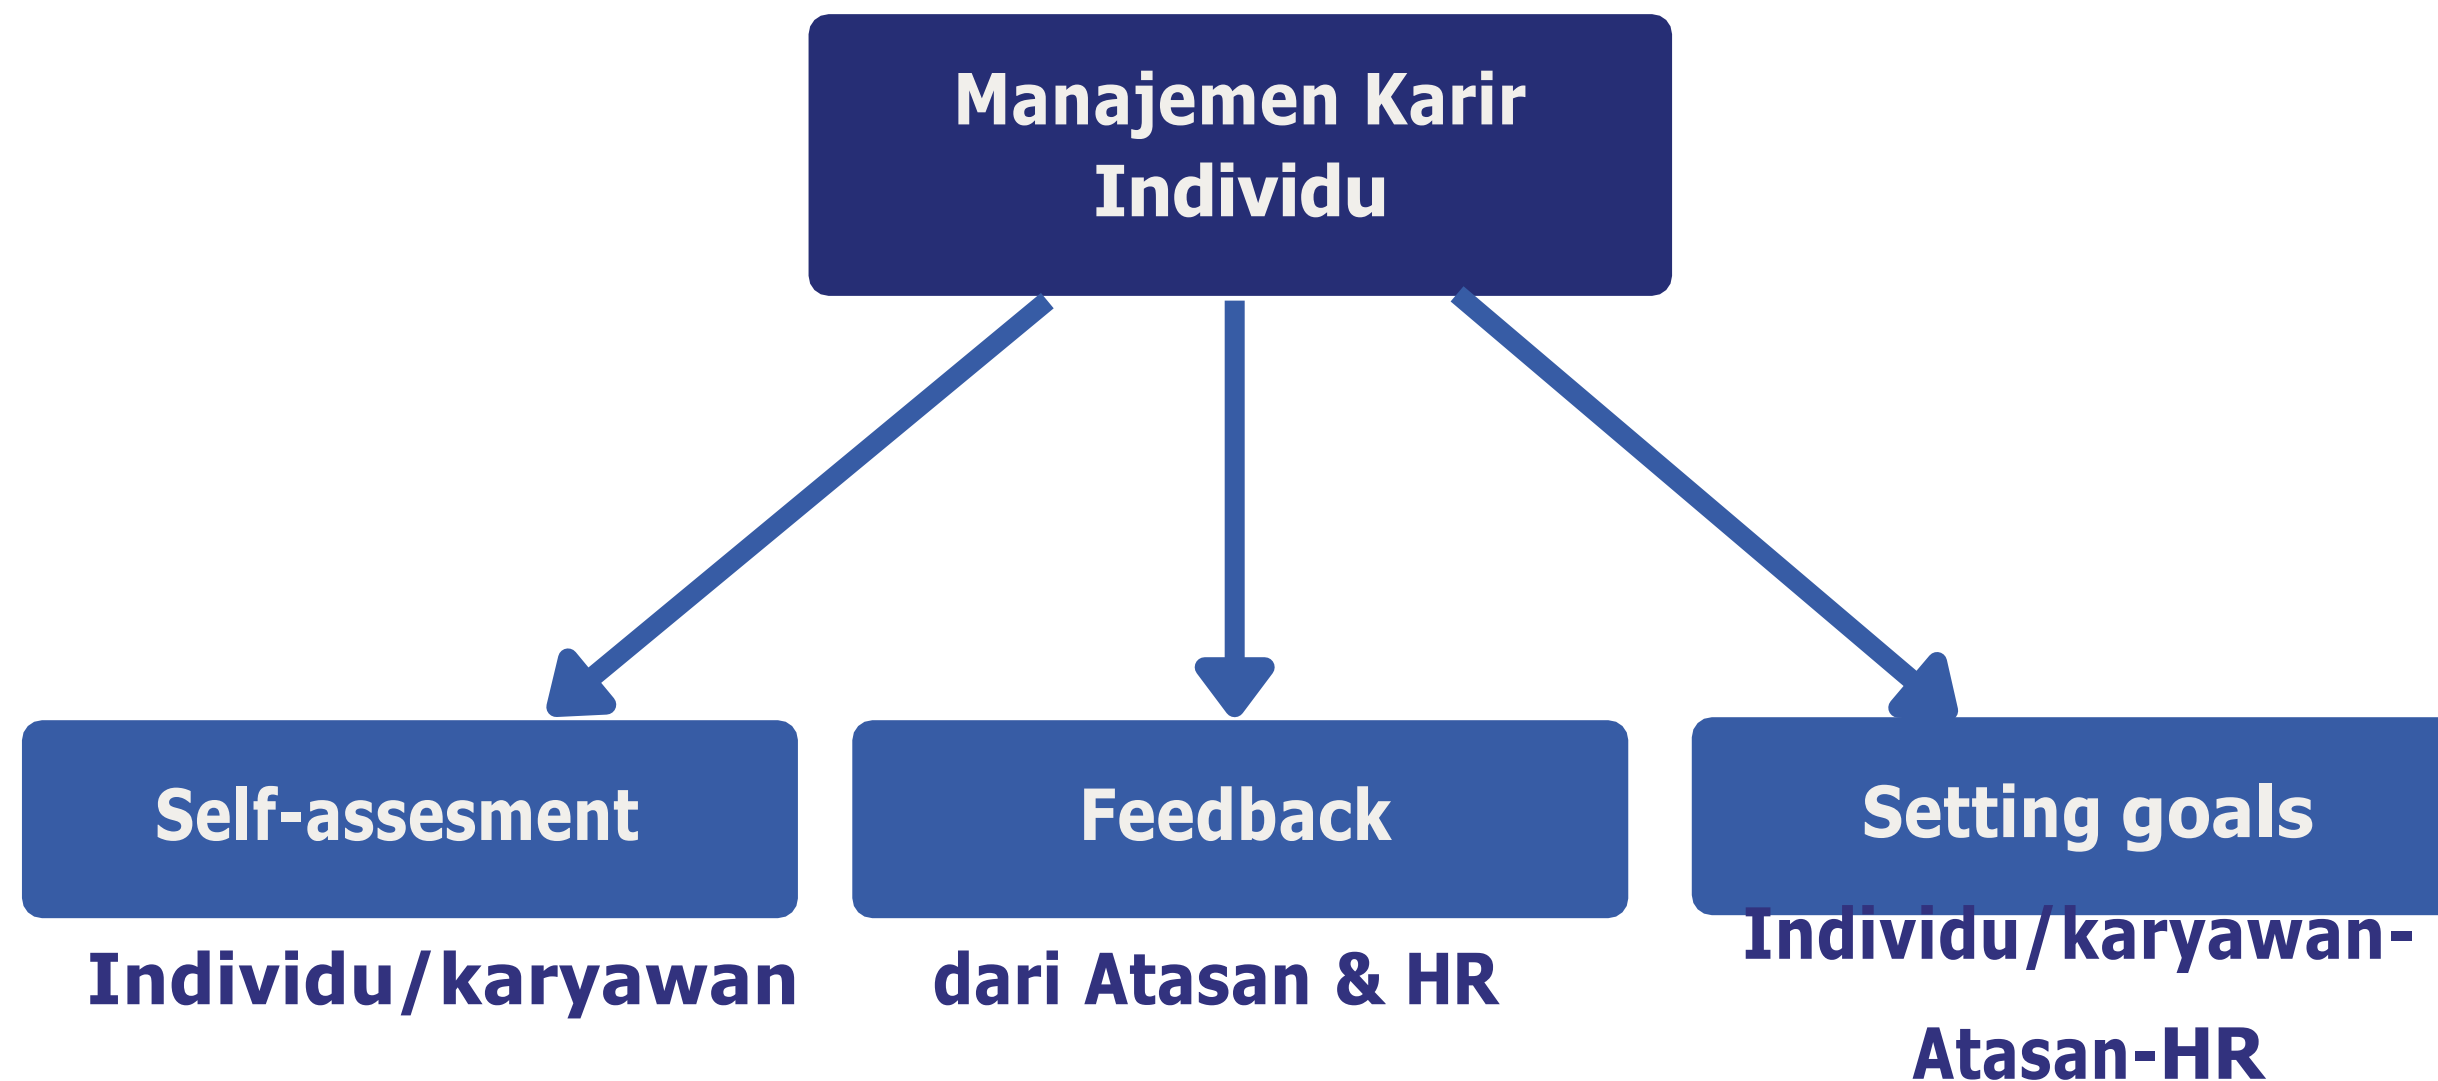 Manajemen Karir
Individu
Self-assesment
Feedback
Setting goals
Individu/karyawan
dari Atasan & HR
Individu/karyawan-
Atasan-HR